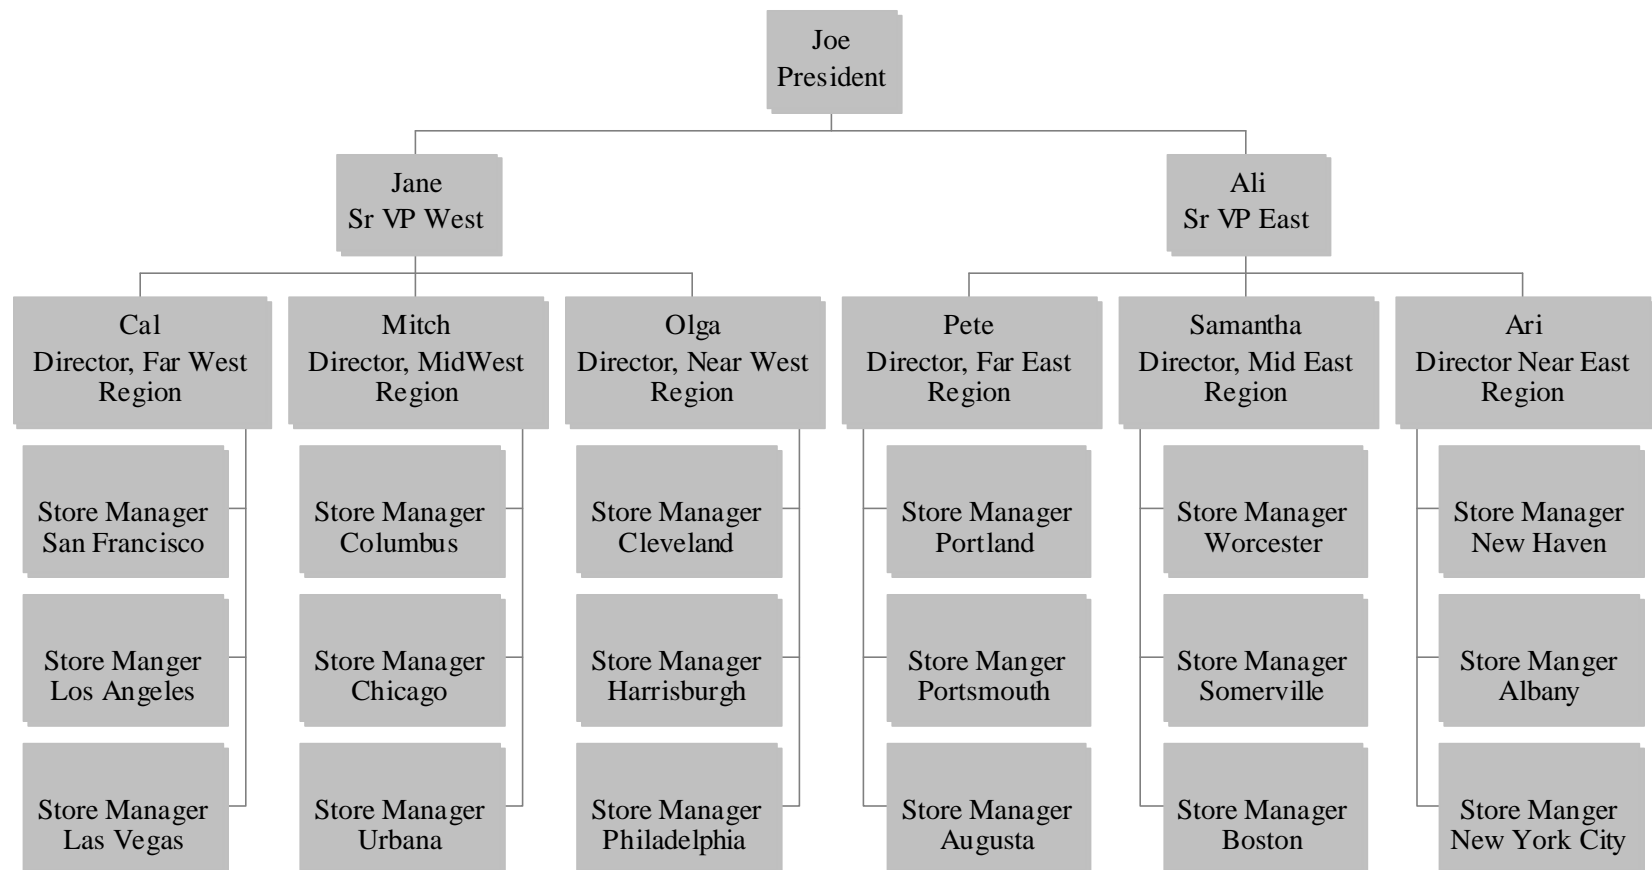 Joe
President
Jane
Sr VP West
Ali
Sr VP East
Cal
Director, Far West
Region
Mitch
Director, MidWest
Region
Olga
Director, Near West
Region
Pete
Director, Far East
Region
Samantha
Director, Mid East
Region
Ari
Director Near East
Region
Store Manager
San Francisco
Store Manager
Columbus
Store Manager
Cleveland
Store Manager
Portland
Store Manager
Worcester
Store Manager
New Haven
Store Manger
Los Angeles
Store Manager
Chicago
Store Manager
Harrisburgh
Store Manger
Portsmouth
Store Manager
Somerville
Store Manger
Albany
Store Manager
Las Vegas
Store Manager
Urbana
Store Manager
Philadelphia
Store Manager
Augusta
Store Manager
Boston
Store Manger
New York City